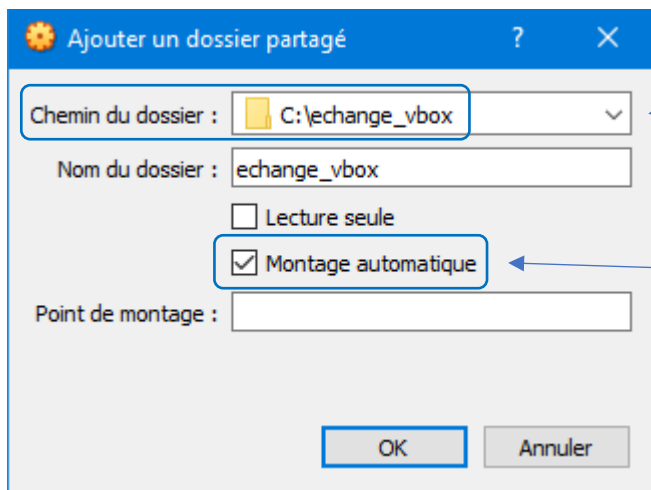 Ajouter un dossier partagé ?
Chemin du dossier : C:\echange_vbox
Nom du dossier : echange_vbox
Lecture seule
Montage automatique
Point de montage :
OK Annuler